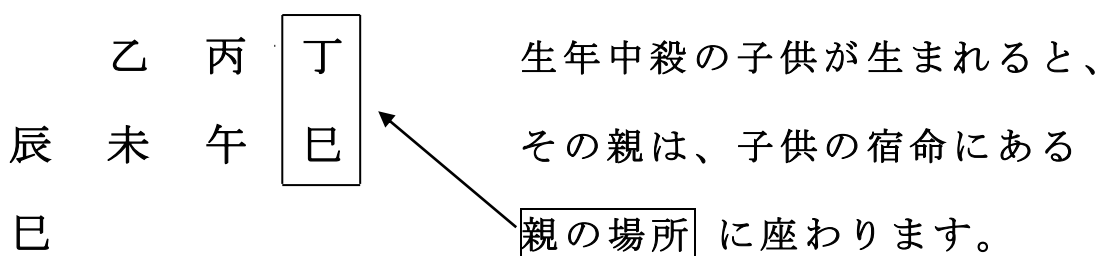 乙 丙 丁 生年中殺の子供が生まれると、
辰 未 午 巳 その親は、子供の宿命にある
巳 親の場所 に座わります。